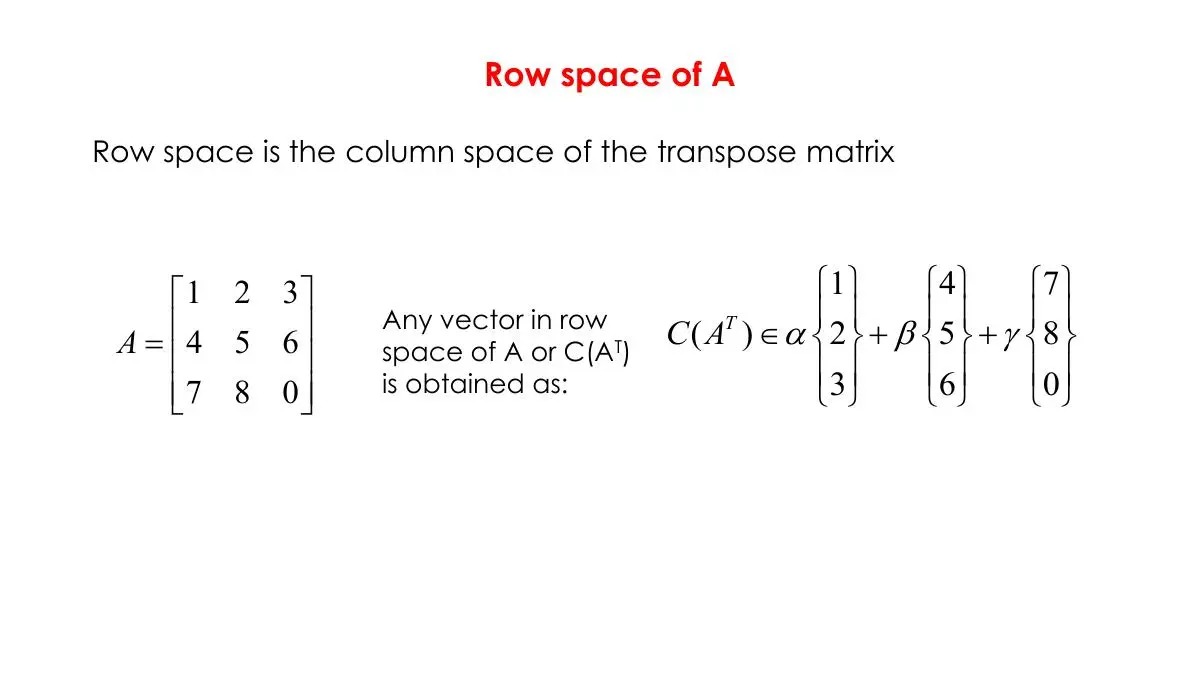 Row space of A
Row space is the column space of the transpose matrix
A = [1 2 3
4 5 6
7 8 0]
Any vector in row
space of A or C(Aᵀ)
is obtained as:
C(Aᵀ) ∈ α{1 2 3} + β{4 5 6} + γ{7 8 0}